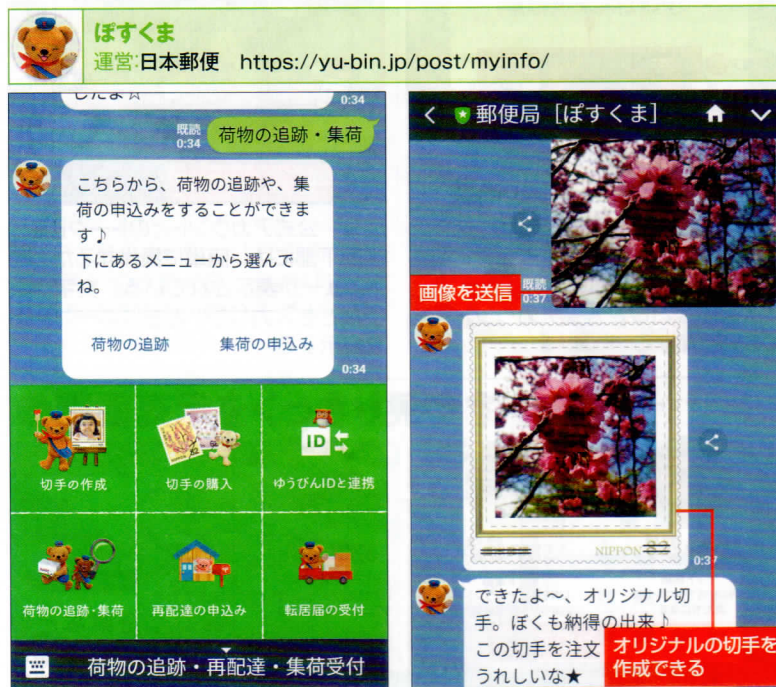 ぽすくま
運営:日本郵便 https://yu-bin.jp/post/myinfo/
したよ☆
0:34
既読
0:34
荷物の追跡・集荷
こちらから、荷物の追跡や、集
荷の申込みをすることができま
す♪
下にあるメニューから選んで
ね。
荷物の追跡 集荷の申込み
0:34
ID
切手の作成 切手の購入 ゆうびんIDと連携
荷物の追跡・集荷 再配達の申込み 転居届の受付
荷物の追跡・再配達・集荷受付
郵便局［ぽすくま］
画像を送信
既読
0:37
NIPPON 82
0:37
できたよ〜、オリジナル切
手。ぼくも納得の出来♪
この切手を注文
うれしいな★
オリジナルの切手を
作成できる